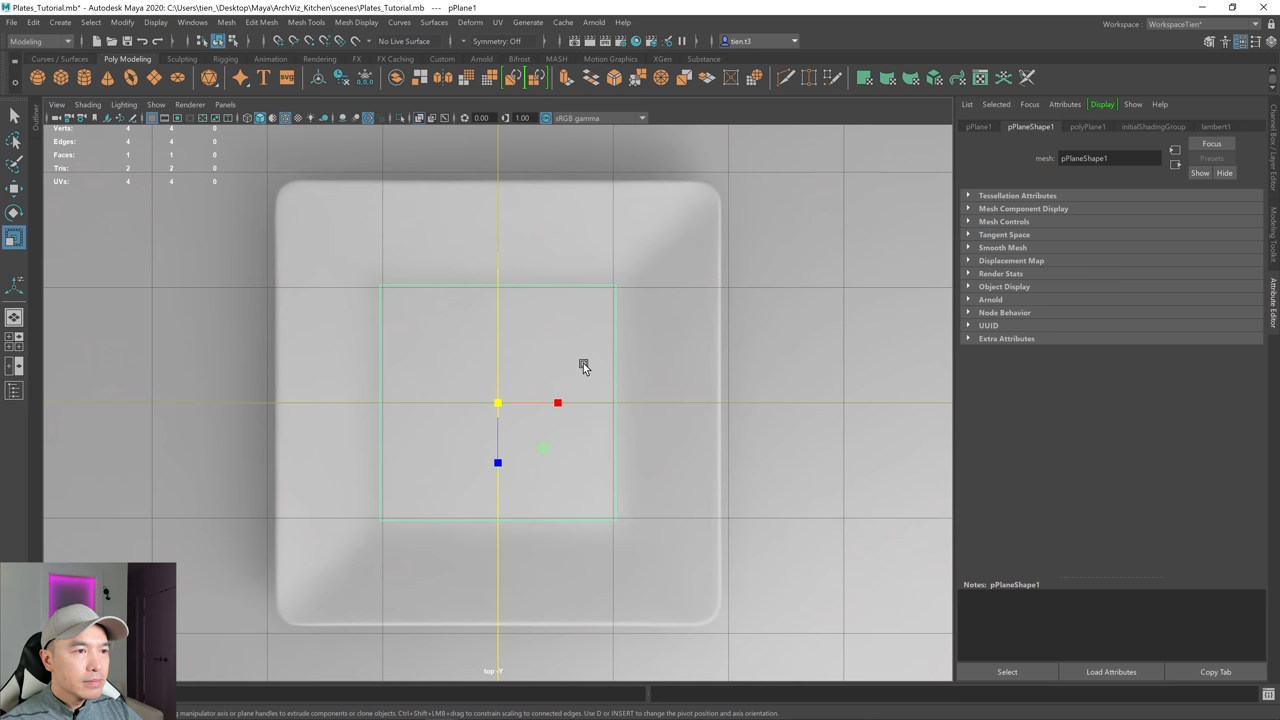 Plates_Tutorial.mb* - Autodesk Maya 2020: C:\Users\tien_\Desktop\Maya\ArchViz_Kitchen\scenes\Plates_Tutorial.mb* --- pPlane1
File Edit Create Select Modify Display Windows Mesh Edit Mesh Mesh Tools Mesh Display Curves Surfaces Deform UV Generate Cache Arnold Help
Workspace : WorkspaceTien*
Modeling No Live Surface Symmetry: Off tien.t3
Curves / Surfaces Poly Modeling Sculpting Rigging Animation Rendering FX FX Caching Custom Arnold Bifrost MASH Motion Graphics XGen Substance
View Shading Lighting Show Renderer Panels
0.00 1.00 sRGB gamma
Verts: 4 4 0
Edges: 4 4 0
Faces: 1 1 0
Tris: 2 2 0
UVs: 4 4 0
top -Y
Outliner
List Selected Focus Attributes Display Show Help
pPlane1 pPlaneShape1 polyPlane1 initialShadingGroup lambert1
Focus
mesh: pPlaneShape1
Presets
Show Hide
Tessellation Attributes
Mesh Component Display
Mesh Controls
Tangent Space
Smooth Mesh
Displacement Map
Render Stats
Object Display
Arnold
Node Behavior
UUID
Extra Attributes
Notes: pPlaneShape1
Select Load Attributes Copy Tab
Channel Box / Layer Editor
Modeling Toolkit
Attribute Editor
manipulator axis or plane handles to extrude components or clone objects. Ctrl+Shift+LMB+drag to constrain scaling to connected edges. Use D or INSERT to change the pivot position and axis orientation.